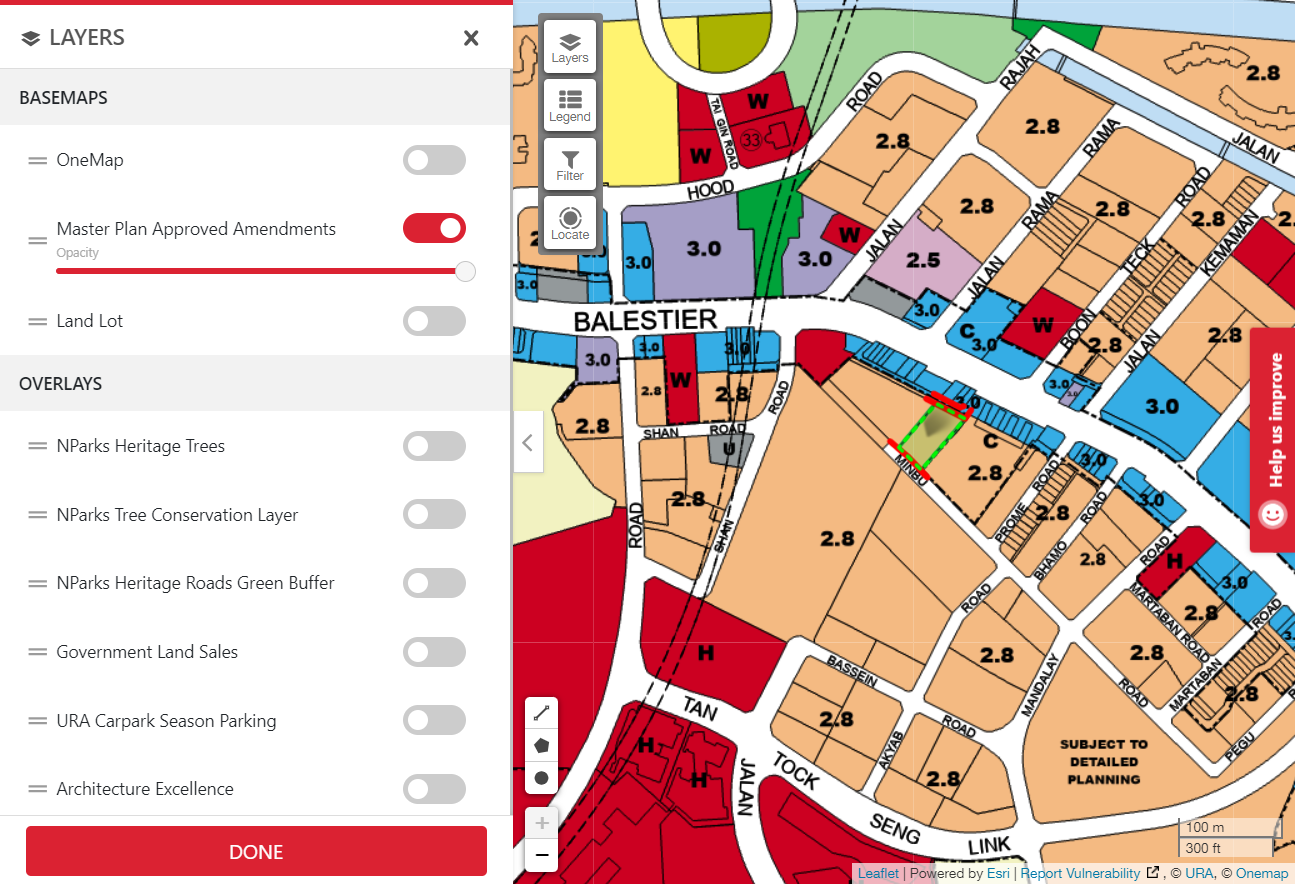 LAYERS
BASEMAPS
OneMap
Master Plan Approved Amendments
Opacity
Land Lot
OVERLAYS
NParks Heritage Trees
NParks Tree Conservation Layer
NParks Heritage Roads Green Buffer
Government Land Sales
URA Carpark Season Parking
Architecture Excellence
DONE
Layers
Legend
Filter
Locate
TAI GIN ROAD
W
W
33
HOOD
ROAD
RAJAH
2.8
JALAN
2.8
2.8
RAMA
RAMA
2.8
2.8
ROAD
2.8
KEMAMAN
TECK
3.0
3.0
3.0
W
JALAN
2.5
JALAN
3.0
3.0
C
3.0
W
BOON
2.8
JALAN
2.8
BALESTIER
3.0
3.0
3.0
2.8
W
2.8
ROAD
3.0
3.0
3.0
3.0
2.8
SHAN ROAD
U
C
2.8
MINBU
3.0
3.0
2.8
ROAD
SHAN
2.8
PROME ROAD
2.8
BHAMO ROAD
2.8
ROAD
H
3.0
MARTABAN ROAD
2.8
ROAD
3.
H
BASSEIN
ROAD
2.8
ROAD
2.8
MANDALAY
2.8
ROAD
MARTABAN
2.8
PEGU
TAN
H
H
JALAN
TOCK
SENG
LINK
AKYAB
2.8
SUBJECT TO
DETAILED
PLANNING
Help us improve
+
−
100 m
300 ft
Leaflet | Powered by Esri | Report Vulnerability , © URA, © Onemap